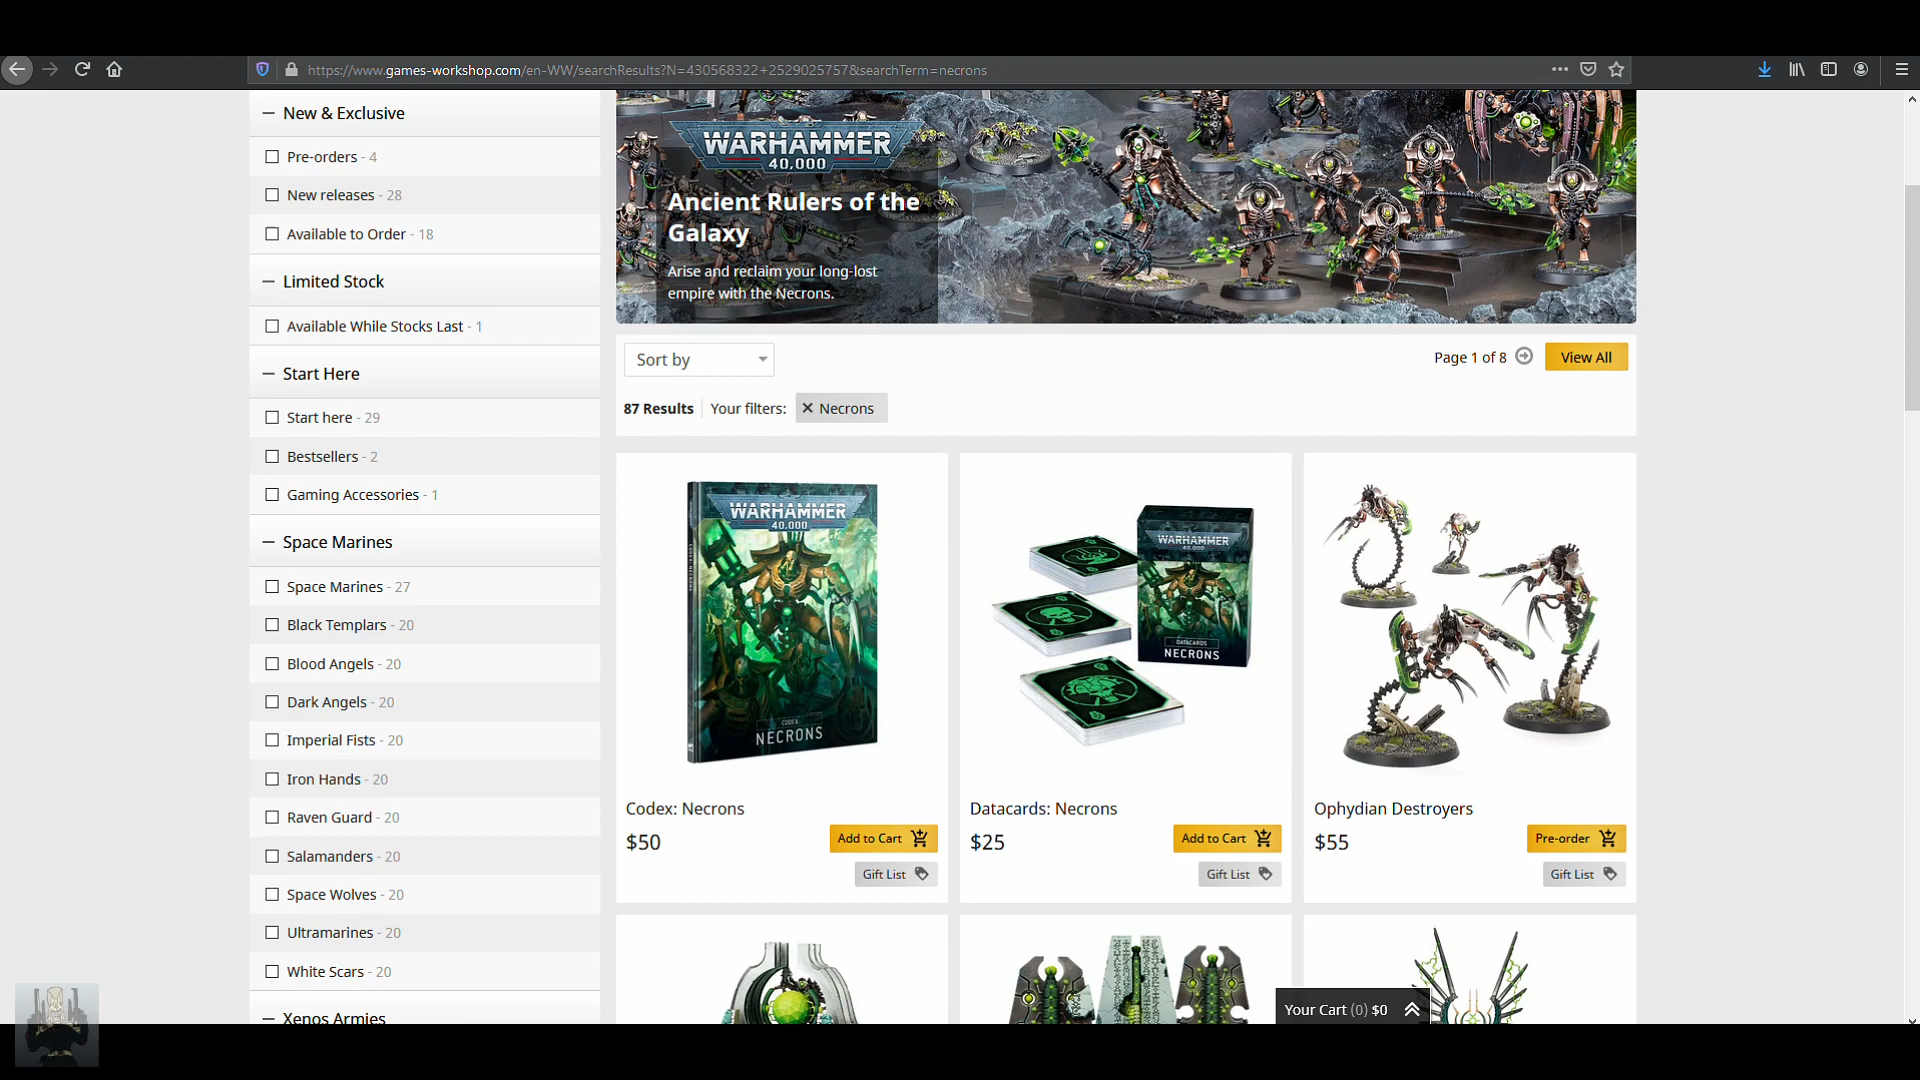 https://www.games-workshop.com/en-WW/searchResults?N=430568322+2529025757&searchTerm=necrons
New & Exclusive
Pre-orders - 4
New releases - 28
Available to Order - 18
Limited Stock
Available While Stocks Last - 1
Start Here
Start here - 29
Bestsellers - 2
Gaming Accessories - 1
Space Marines
Space Marines - 27
Black Templars - 20
Blood Angels - 20
Dark Angels - 20
Imperial Fists - 20
Iron Hands - 20
Raven Guard - 20
Salamanders - 20
Space Wolves - 20
Ultramarines - 20
White Scars - 20
Xenos Armies
WARHAMMER
40,000
Ancient Rulers of the
Galaxy
Arise and reclaim your long-lost
empire with the Necrons.
Sort by
Page 1 of 8
View All
87 Results
Your filters:
Necrons
WARHAMMER
40,000
CODEX
NECRONS
Codex: Necrons
$50
Add to Cart
Gift List
WARHAMMER
40,000
DATACARDS
NECRONS
Datacards: Necrons
$25
Add to Cart
Gift List
Ophydian Destroyers
$55
Pre-order
Gift List
Your Cart (0) $0